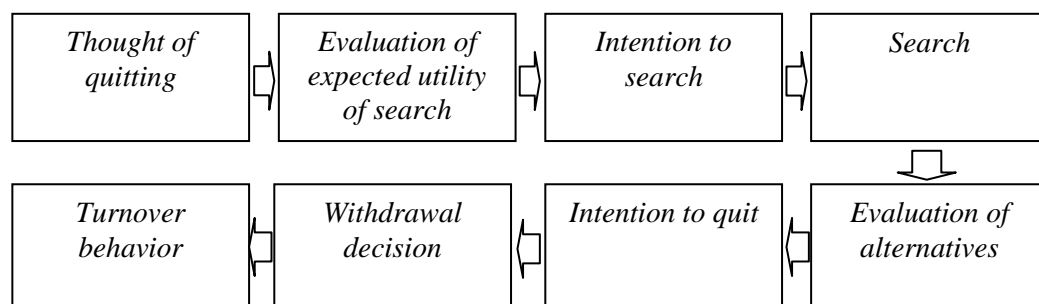 Thought of
quitting
Evaluation of
expected utility
of search
Intention to
search
Search
Evaluation of
alternatives
Intention to quit
Withdrawal
decision
Turnover
behavior